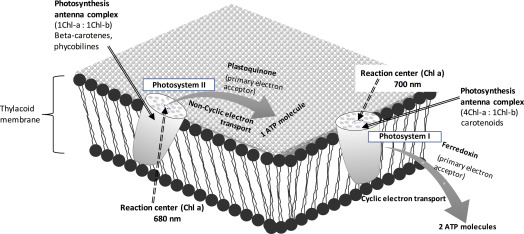 Photosynthesis
antenna complex
(1Chl-a : 1Chl-b)
Beta-carotenes,
phycobilines
Photosystem II
Plastoquinone
(primary electron
acceptor)
Non-Cyclic electron
transport
1 ATP molecule
Thylacoid
membrane
Reaction center (Chl a)
680 nm
Reaction center (Chl a)
700 nm
Photosynthesis
antenna complex
(4Chl-a : 1Chl-b)
carotenoids
Photosystem I
Ferredoxin
(primary electron
acceptor)
Cyclic electron transport
2 ATP molecules